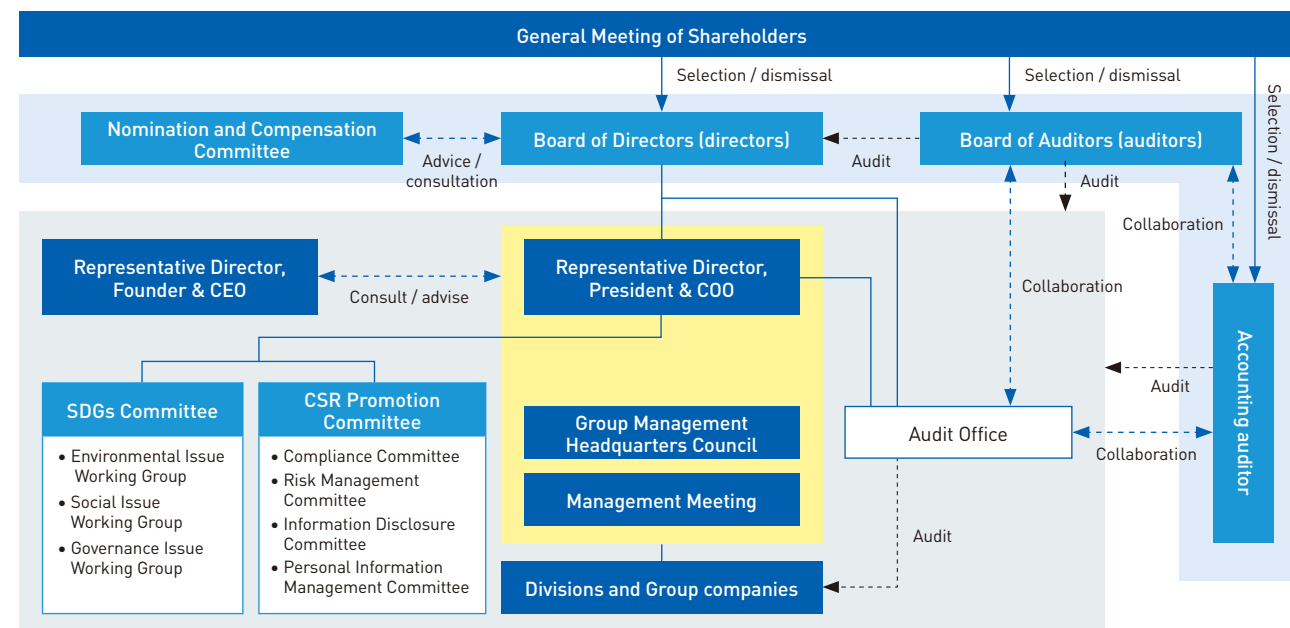 General Meeting of Shareholders
Selection / dismissal
Selection / dismissal
Selection / dismissal
Nomination and Compensation
Committee
Advice /
consultation
Board of Directors (directors)
Audit
Board of Auditors (auditors)
Audit
Collaboration
Representative Director,
Founder & CEO
Consult / advise
Representative Director,
President & COO
Collaboration
Accounting auditor
Audit
SDGs Committee
• Environmental Issue
Working Group
• Social Issue
Working Group
• Governance Issue
Working Group
CSR Promotion
Committee
• Compliance Committee
• Risk Management
Committee
• Information Disclosure
Committee
• Personal Information
Management Committee
Group Management
Headquarters Council
Management Meeting
Audit Office
Collaboration
Audit
Divisions and Group companies